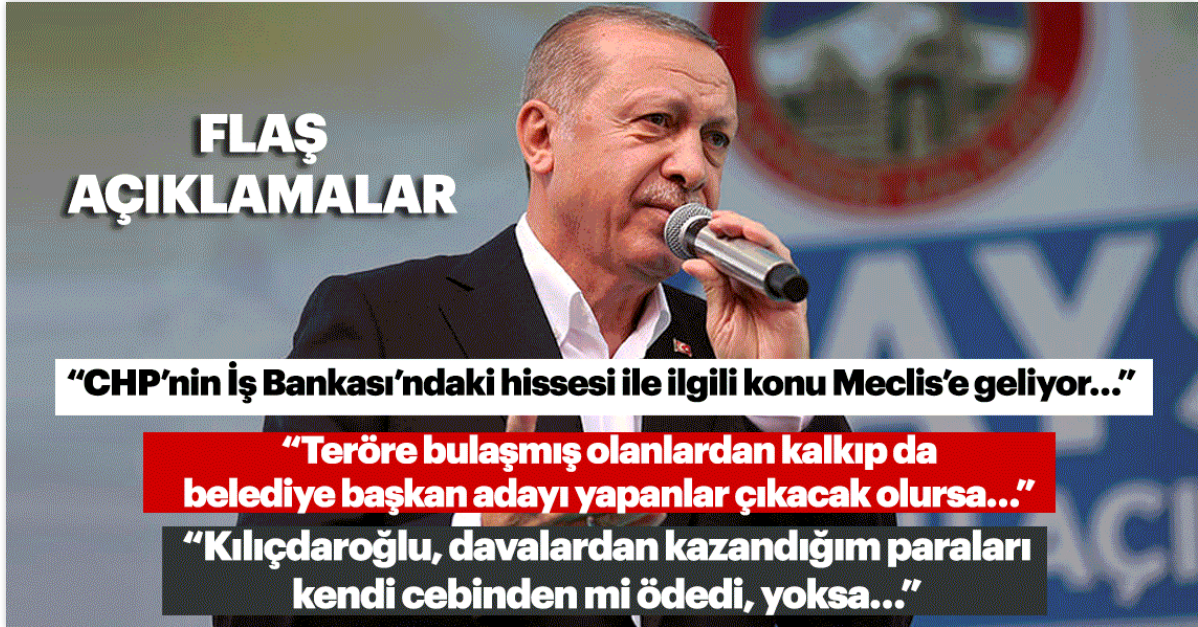 FLAŞ
AÇIKLAMALAR
“CHP’nin İş Bankası’ndaki hissesi ile ilgili konu Meclis’e geliyor...”
“Teröre bulaşmış olanlardan kalkıp da
belediye başkan adayı yapanlar çıkacak olursa...”
“Kılıçdaroğlu, davalardan kazandığım paraları
kendi cebinden mi ödedi, yoksa...”